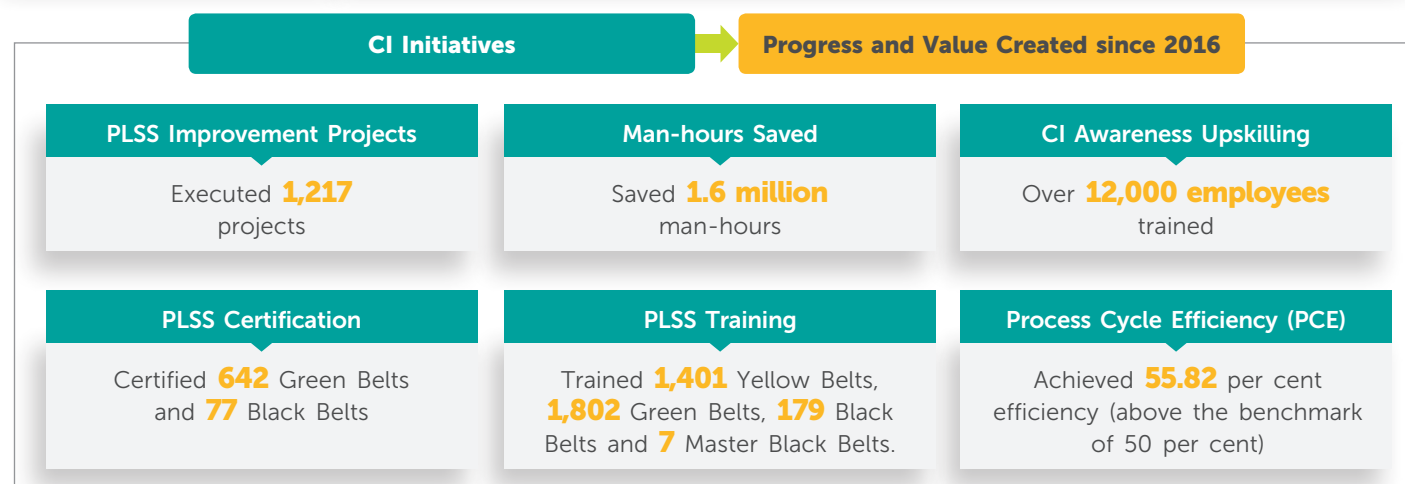 CI Initiatives
Progress and Value Created since 2016
PLSS Improvement Projects
Executed 1,217
projects
Man-hours Saved
Saved 1.6 million
man-hours
CI Awareness Upskilling
Over 12,000 employees
trained
PLSS Certification
Certified 642 Green Belts
and 77 Black Belts
PLSS Training
Trained 1,401 Yellow Belts,
1,802 Green Belts, 179 Black
Belts and 7 Master Black Belts.
Process Cycle Efficiency (PCE)
Achieved 55.82 per cent
efficiency (above the benchmark
of 50 per cent)